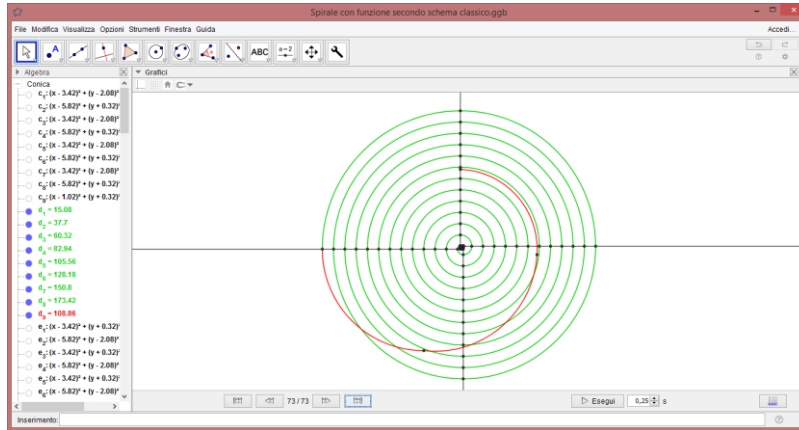 Spirale con funzione secondo schema classico.ggb
File Modifica Visualizza Opzioni Strumenti Finestra Guida
Accedi...
ABC
a=2
Algebra
Grafici
Conica
c₁: (x - 3.42)² + (y - 2.08)²
c₂: (x - 5.82)² + (y + 0.32)²
c₃: (x - 3.42)² + (y - 2.08)²
c₄: (x - 5.82)² + (y + 0.32)²
c₅: (x - 3.42)² + (y - 2.08)²
c₆: (x - 5.82)² + (y + 0.32)²
c₇: (x - 3.42)² + (y - 2.08)²
c₈: (x - 5.82)² + (y + 0.32)²
c₉: (x - 1.02)² + (y + 0.32)²
d₁ = 15.08
d₂ = 37.7
d₃ = 60.32
d₄ = 82.94
d₅ = 105.56
d₆ = 128.18
d₇ = 150.8
d₈ = 173.42
d₉ = 108.86
e₁: (x - 3.42)² + (y + 0.32)²
e₂: (x - 5.82)² + (y - 2.08)²
e₃: (x - 3.42)² + (y + 0.32)²
e₄: (x - 5.82)² + (y - 2.08)²
e₅: (x - 3.42)² + (y + 0.32)²
e₆: (x - 5.82)² + (y - 2.08)²
73 / 73
Esegui
0,25 s
Inserimento: